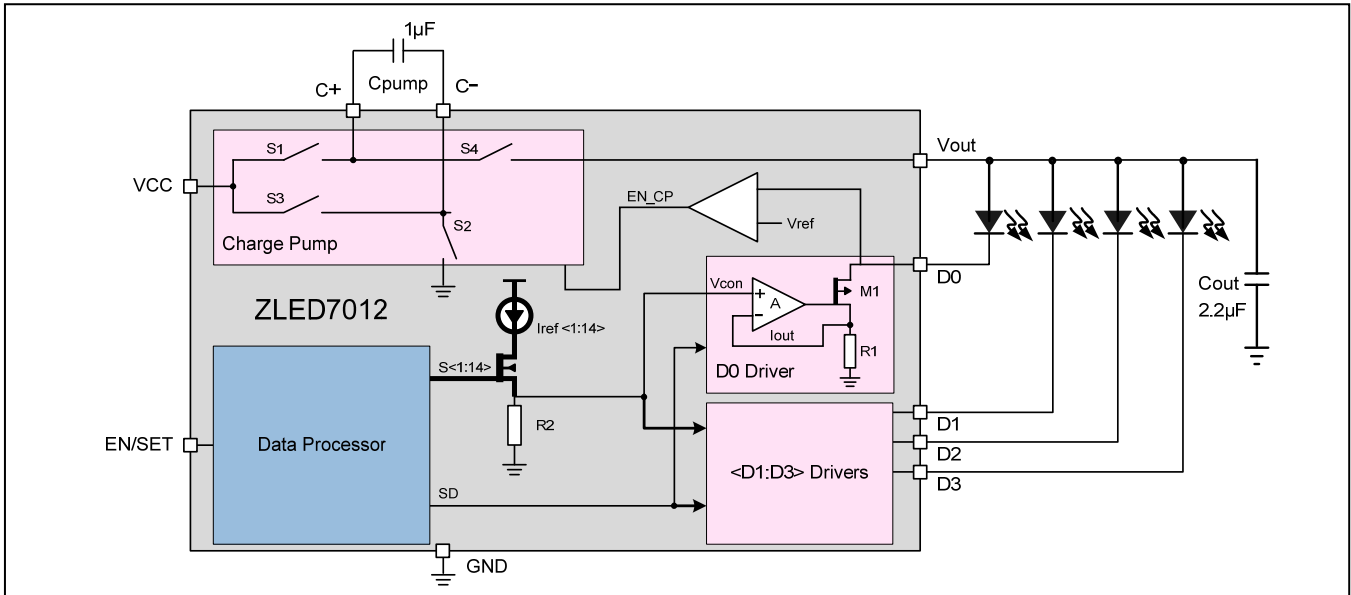 1µF
Cpump
C+
C−
S1
S4
Vout
VCC
S3
EN_CP
Vref
S2
Charge Pump
D0
Vcon
+
A
−
M1
Cout
2.2µF
ZLED7012
Iref <1:14>
Iout
R1
S<1:14>
D0 Driver
R2
D1
EN/SET
Data Processor
D2
<D1:D3> Drivers
D3
SD
GND